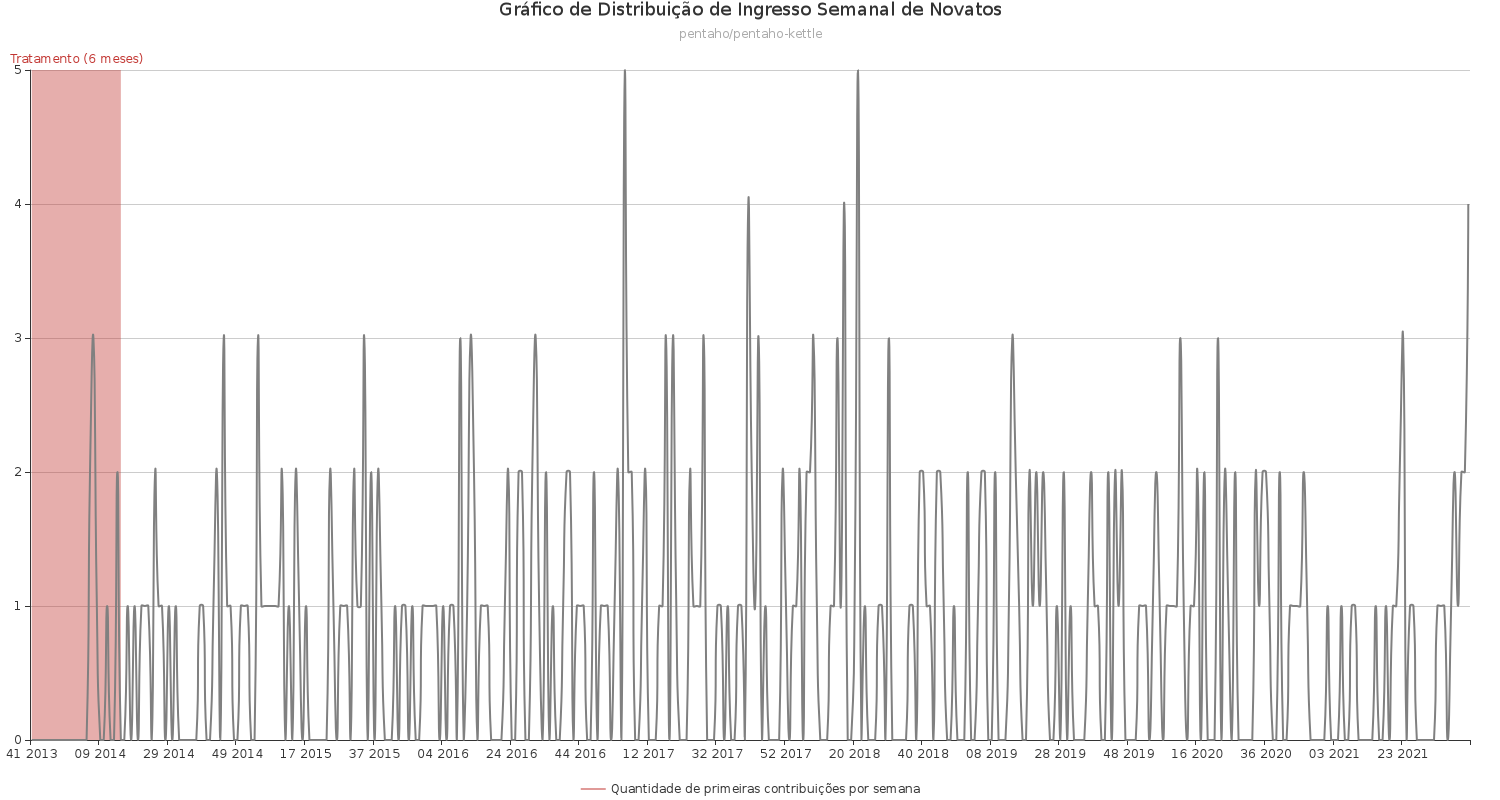 Gráfico de Distribuição de Ingresso Semanal de Novatos
pentaho/pentaho-kettle
Tratamento (6 meses)
5
4
3
2
1
0
41 2013 09 2014 29 2014 49 2014 17 2015 37 2015 04 2016 24 2016 44 2016 12 2017 32 2017 52 2017 20 2018 40 2018 08 2019 28 2019 48 2019 16 2020 36 2020 03 2021 23 2021
Quantidade de primeiras contribuições por semana